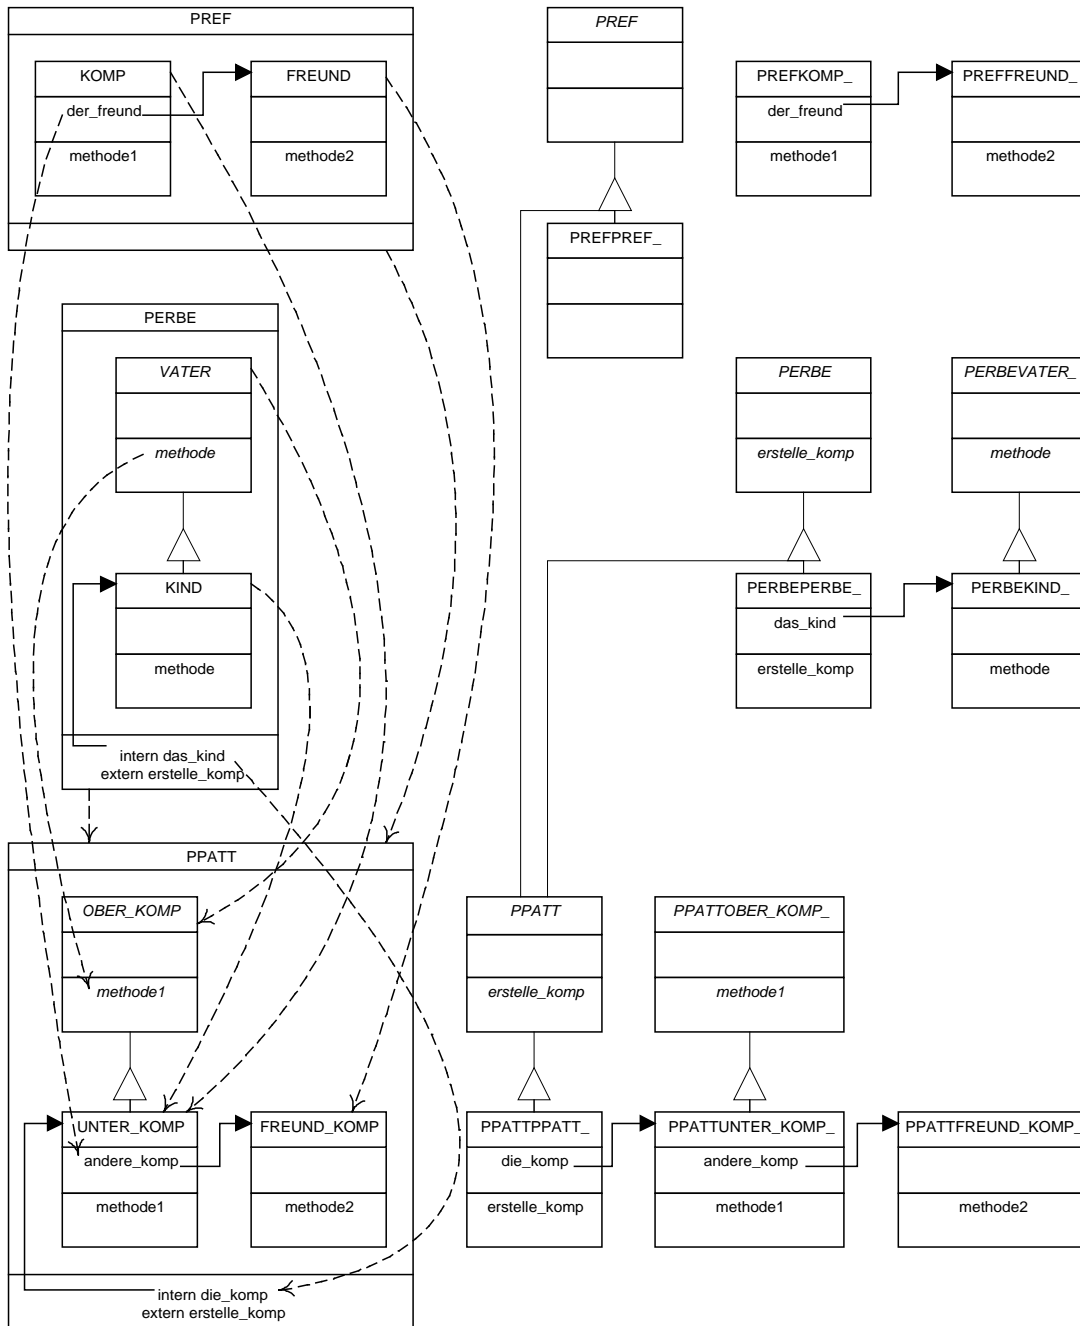 PREF
KOMP
der_freund
methode1
FREUND
methode2
PREF
PREFPREF_
PREFKOMP_
der_freund
methode1
PREFFREUND_
methode2
PERBE
VATER
methode
KIND
methode
intern das_kind
extern erstelle_komp
PERBE
erstelle_komp
PERBEVATER_
methode
PERBEPERBE_
das_kind
erstelle_komp
PERBEKIND_
methode
PPATT
OBER_KOMP
methode1
UNTER_KOMP
andere_komp
methode1
FREUND_KOMP
methode2
intern die_komp
extern erstelle_komp
PPATT
erstelle_komp
PPATTOBER_KOMP_
methode1
PPATTPPATT_
die_komp
erstelle_komp
PPATTUNTER_KOMP_
andere_komp
methode1
PPATTFREUND_KOMP_
methode2